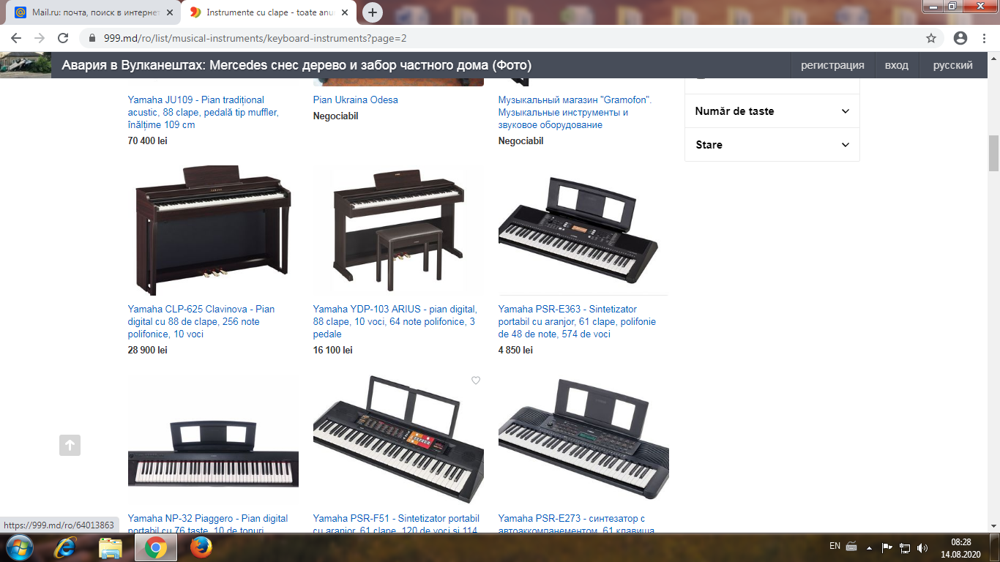 Mail.ru: почта, поиск в интернет
Instrumente cu clape - toate anu
999.md/ro/list/musical-instruments/keyboard-instruments?page=2
Авария в Вулканештах: Mercedes снес дерево и забор частного дома (Фото)
регистрация
вход
русский
Yamaha JU109 - Pian tradițional
acustic, 88 clape, pedală tip muffler,
înălțime 109 cm
70 400 lei
Pian Ukraina Odesa
Negociabil
Музыкальный магазин "Gramofon".
Музыкальные инструменты и
звуковое оборудование
Negociabil
Număr de taste
Stare
YAMAHA
Yamaha CLP-625 Clavinova - Pian
digital cu 88 de clape, 256 note
polifonice, 10 voci
28 900 lei
Yamaha YDP-103 ARIUS - pian digital,
88 clape, 10 voci, 64 note polifonice, 3
pedale
16 100 lei
Yamaha PSR-E363 - Sintetizator
portabil cu aranjor, 61 clape, polifonie
de 48 de note, 574 de voci
4 850 lei
Yamaha NP-32 Piaggero - Pian digital
portabil cu 76 taste, 10 de tonuri
Yamaha PSR-F51 - Sintetizator portabil
cu aranjor, 61 clape, 120 de voci și 114
Yamaha PSR-E273 - синтезатор с
автоаккомпанементом, 61 клавиша
https://999.md/ro/64013863
EN
08:28
14.08.2020